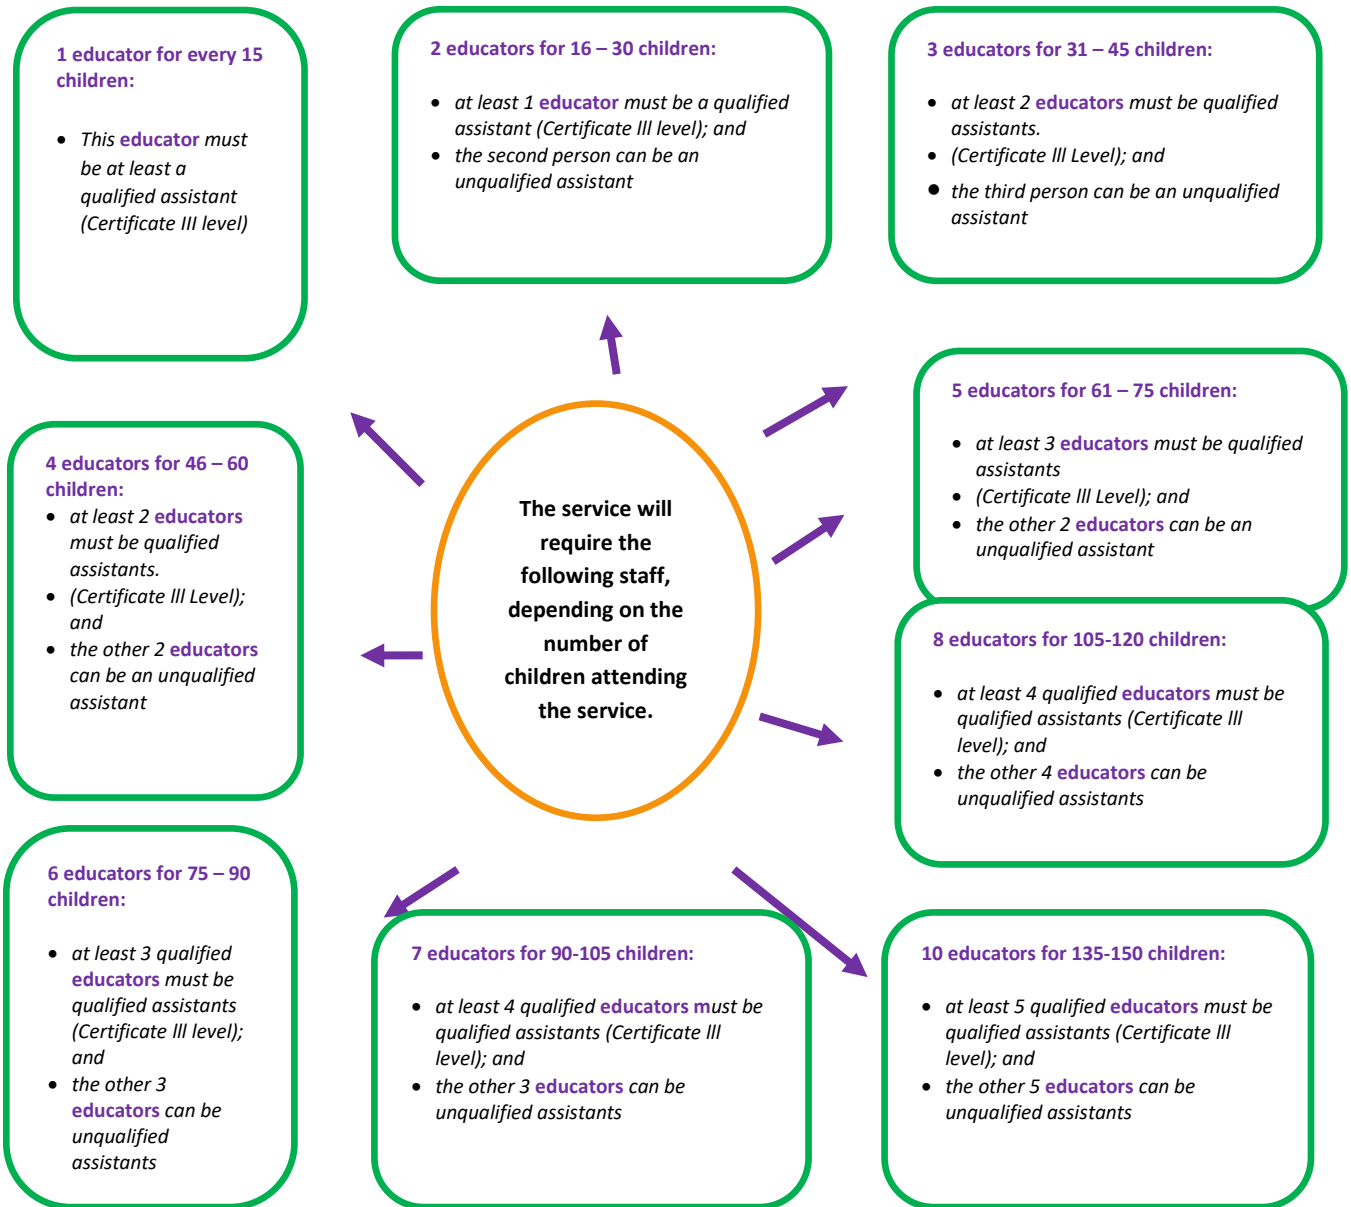 1 educator for every 15
children:
• This educator must
be at least a
qualified assistant
(Certificate III level)
2 educators for 16 – 30 children:
• at least 1 educator must be a qualified
assistant (Certificate lll level); and
• the second person can be an
unqualified assistant
3 educators for 31 – 45 children:
• at least 2 educators must be qualified
assistants.
• (Certificate lll Level); and
• the third person can be an unqualified
assistant
4 educators for 46 – 60
children:
• at least 2 educators
must be qualified
assistants.
• (Certificate lll Level);
and
• the other 2 educators
can be an unqualified
assistant
The service will
require the
following staff,
depending on the
number of
children attending
the service.
5 educators for 61 – 75 children:
• at least 3 educators must be qualified
assistants
• (Certificate lll Level); and
• the other 2 educators can be an
unqualified assistant
8 educators for 105-120 children:
• at least 4 qualified educators must be
qualified assistants (Certificate lll
level); and
• the other 4 educators can be
unqualified assistants
6 educators for 75 – 90
children:
• at least 3 qualified
educators must be
qualified assistants
(Certificate lll level);
and
• the other 3
educators can be
unqualified
assistants
7 educators for 90-105 children:
• at least 4 qualified educators must be
qualified assistants (Certificate lll
level); and
• the other 3 educators can be
unqualified assistants
10 educators for 135-150 children:
• at least 5 qualified educators must be
qualified assistants (Certificate lll
level); and
• the other 5 educators can be
unqualified assistants